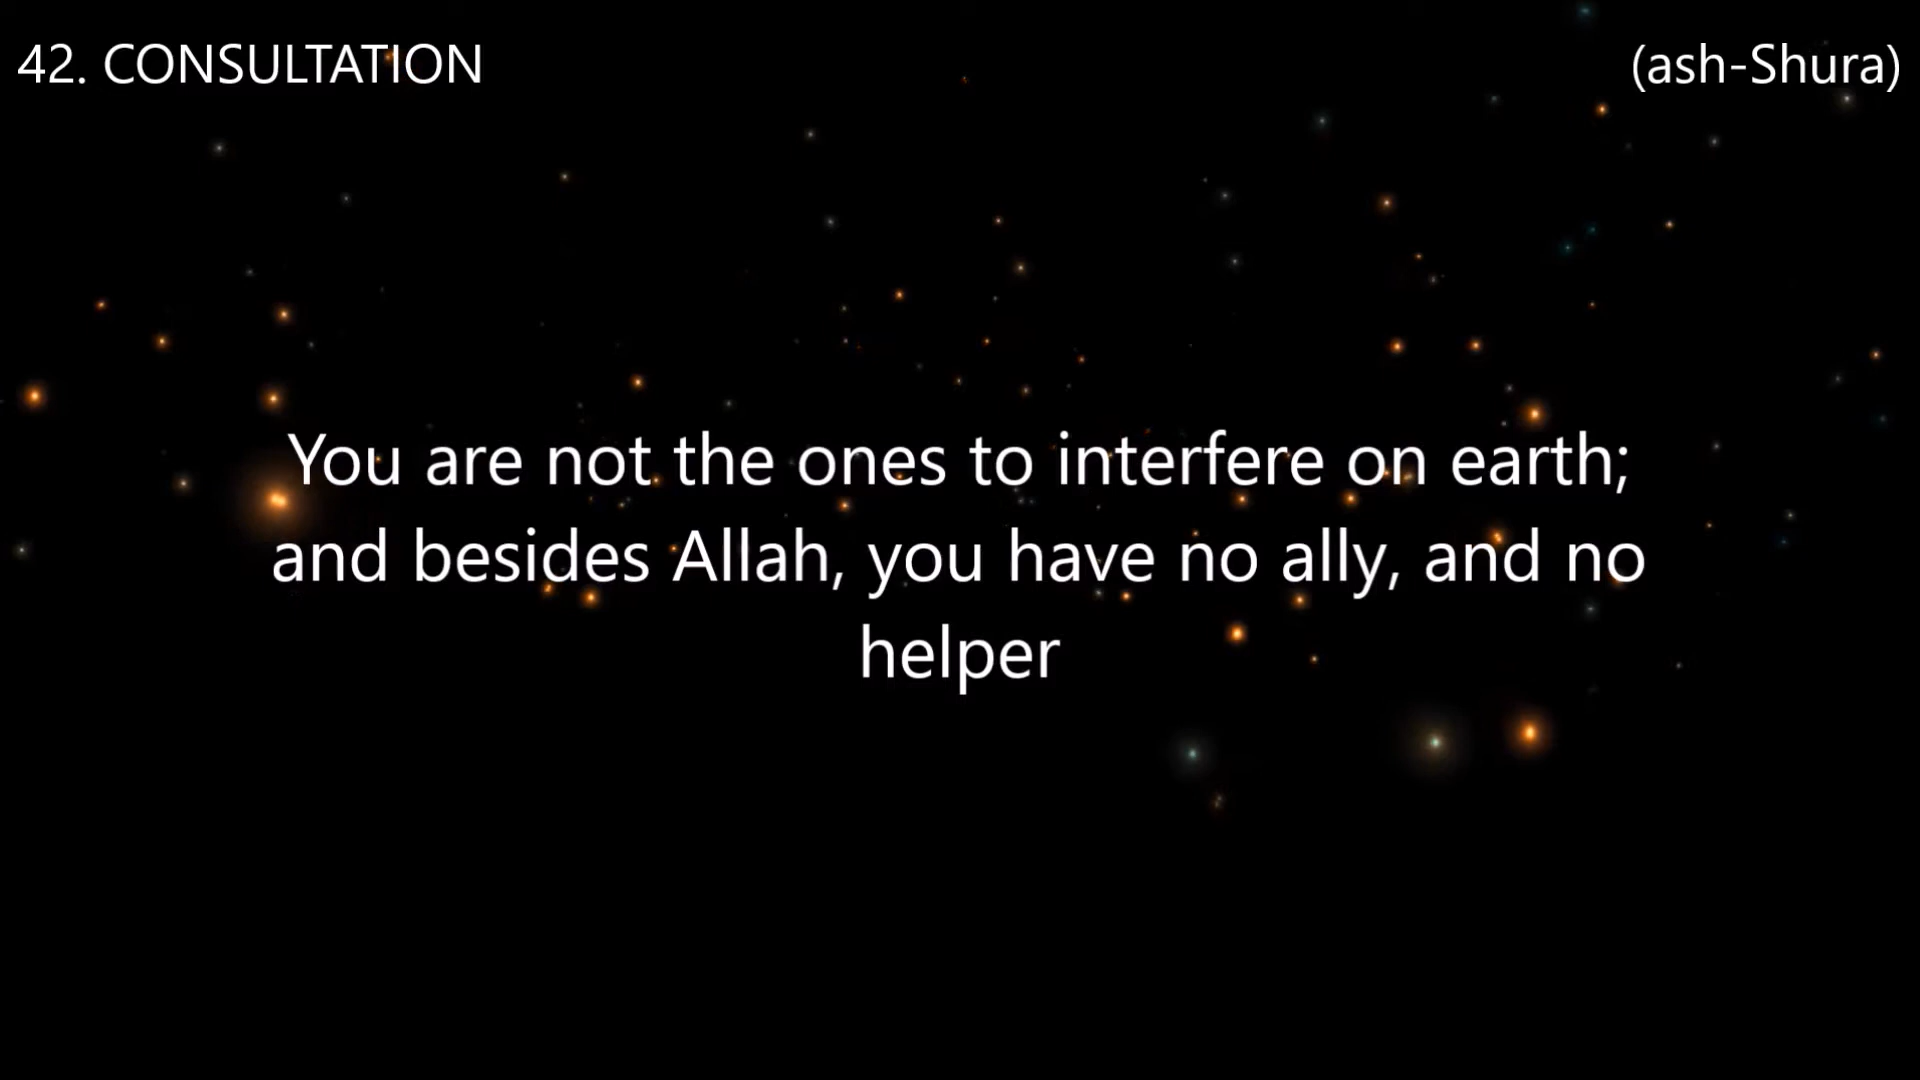 42. CONSULTATION
(ash-Shura)
You are not the ones to interfere on earth;
and besides Allah, you have no ally, and no
helper